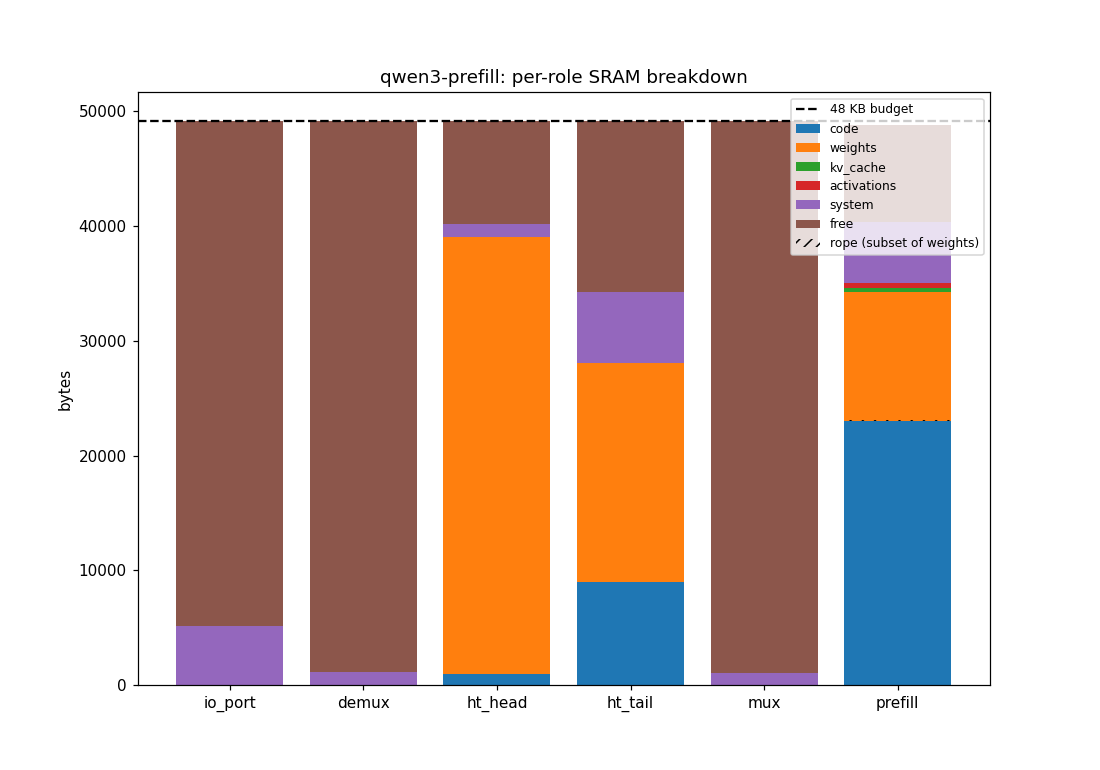 qwen3-prefill: per-role SRAM breakdown
50000
40000
30000
20000
10000
0
bytes
48 KB budget
code
weights
kv_cache
activations
system
free
rope (subset of weights)
io_port
demux
ht_head
ht_tail
mux
prefill